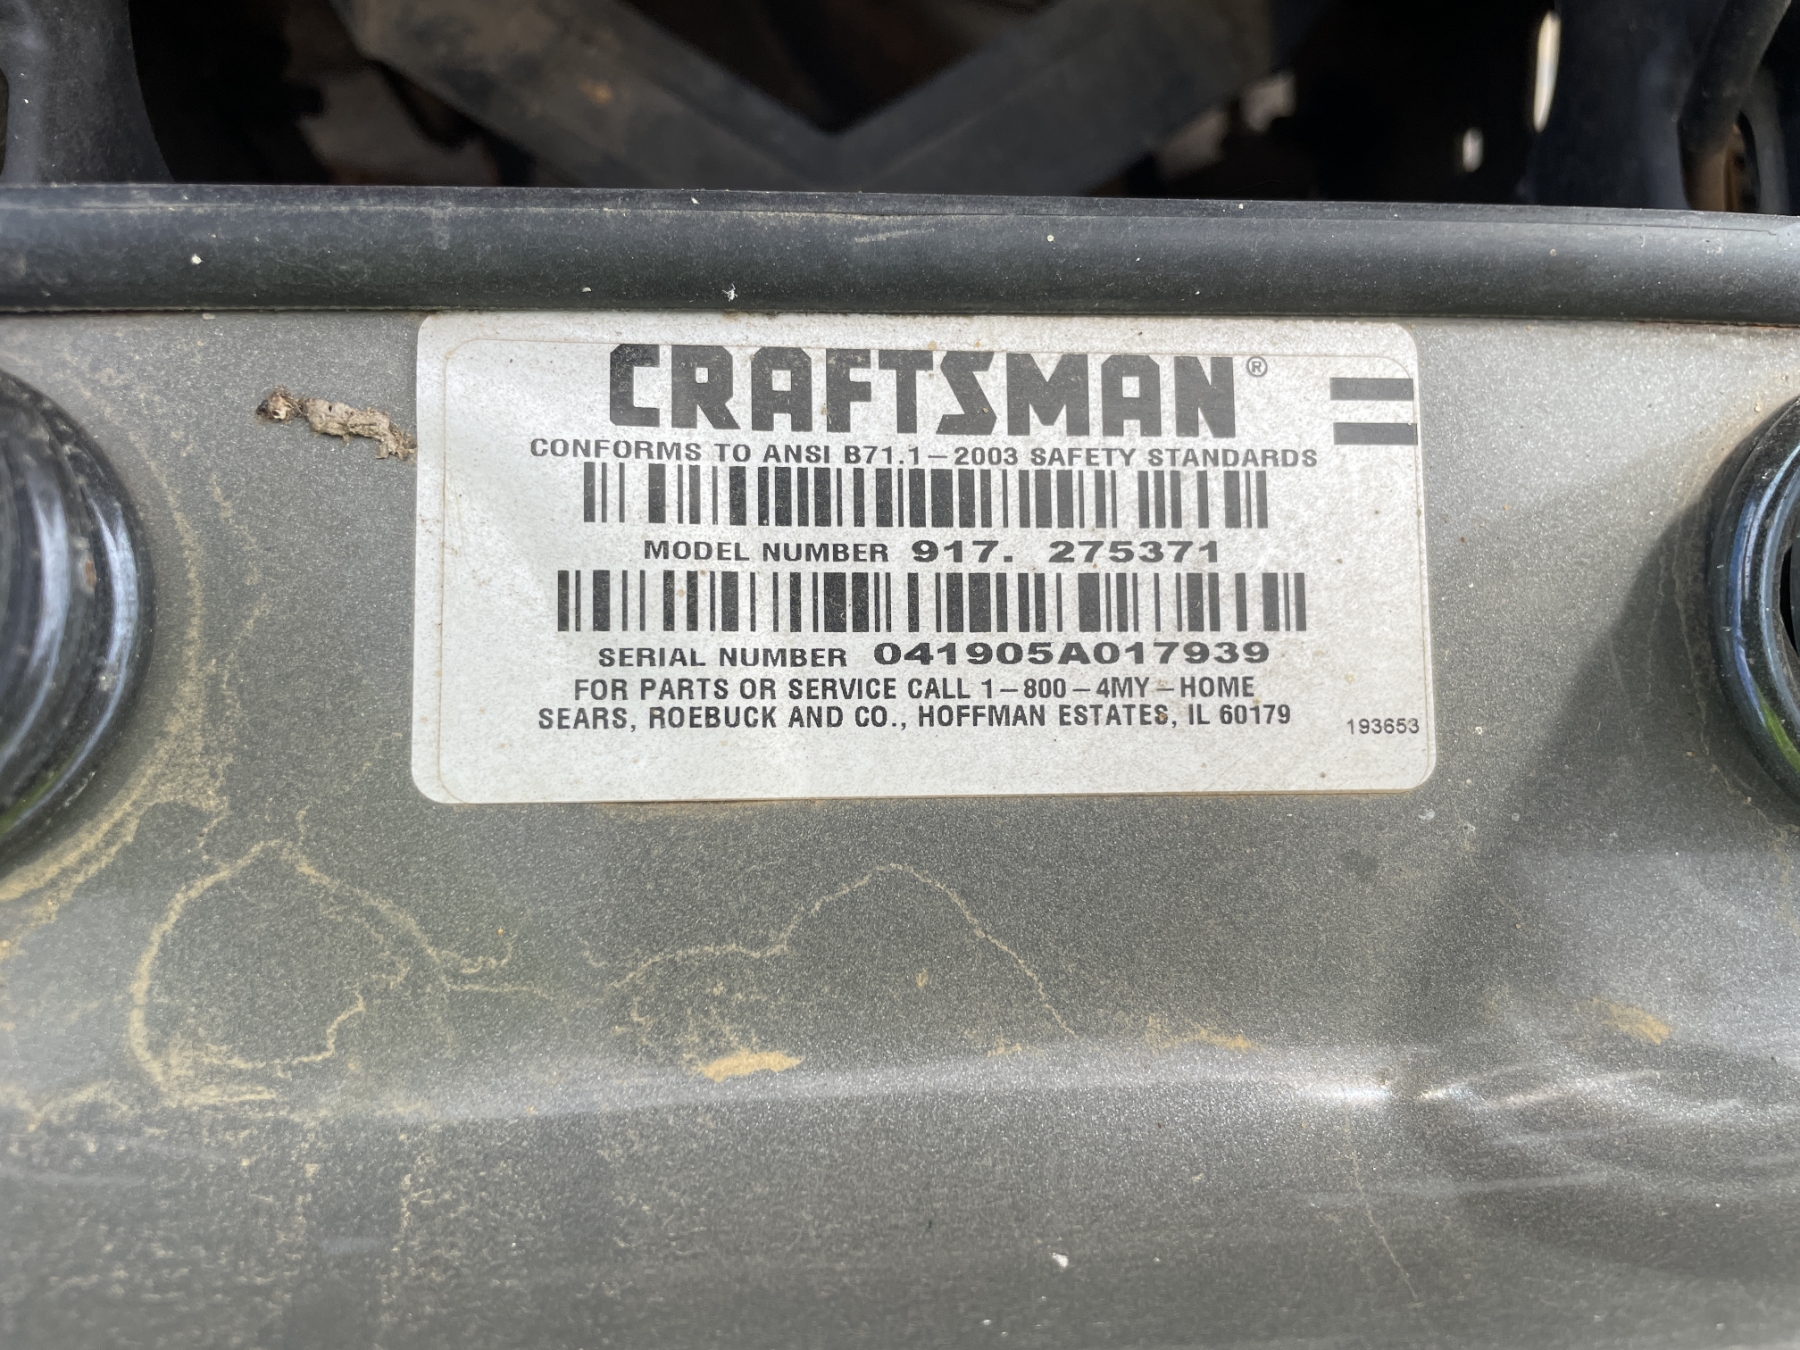 CRAFTSMAN®
CONFORMS TO ANSI B71.1-2003 SAFETY STANDARDS
MODEL NUMBER 917. 275371
SERIAL NUMBER 041905A017939
FOR PARTS OR SERVICE CALL 1-800-4MY-HOME
SEARS, ROEBUCK AND CO., HOFFMAN ESTATES, IL 60179
193653